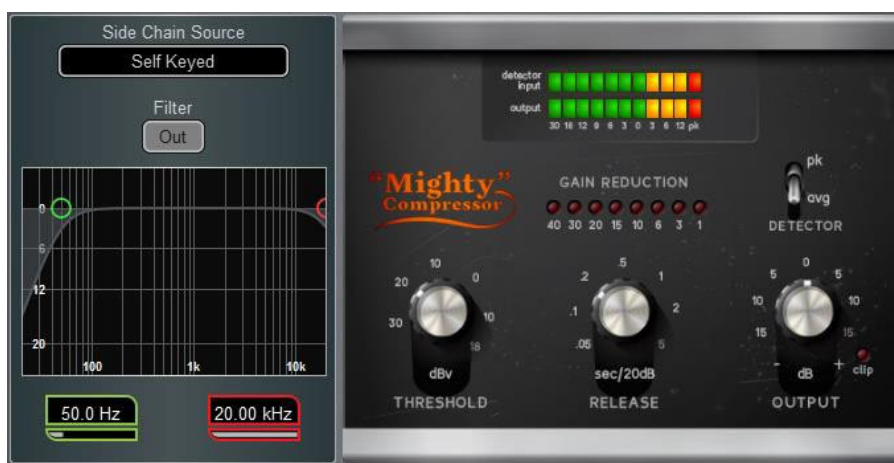 Side Chain Source
Self Keyed
Filter
Out
0
6
12
20
100 1k 10k
50.0 Hz 20.00 kHz
detector
input
output
30 16 12 9 6 3 0 3 6 12 pk
"Mighty"
Compressor
GAIN REDUCTION
40 30 20 15 10 6 3 1
pk
avg
DETECTOR
30 20 10 0 10 18
dBv
THRESHOLD
.05 .1 .2 .5 1 2 5
sec/20dB
RELEASE
15 10 5 0 5 10 15
- dB +
clip
OUTPUT